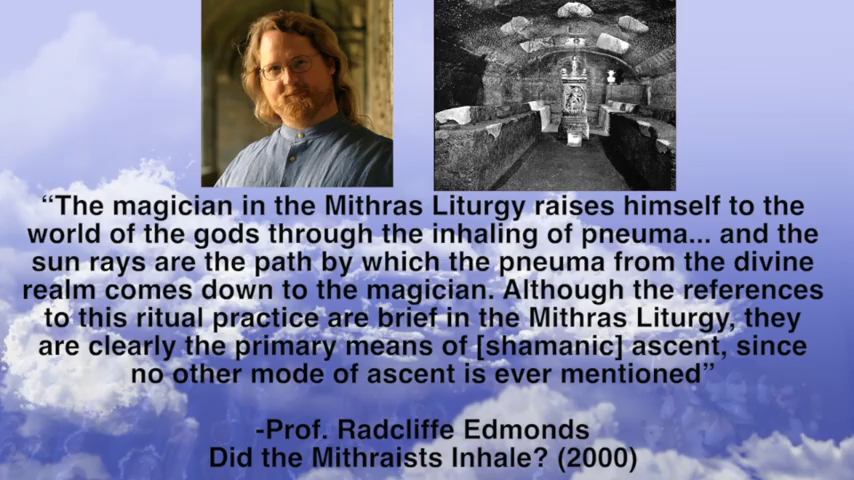 “The magician in the Mithras Liturgy raises himself to the
world of the gods through the inhaling of pneuma... and the
sun rays are the path by which the pneuma from the divine
realm comes down to the magician. Although the references
to this ritual practice are brief in the Mithras Liturgy, they
are clearly the primary means of [shamanic] ascent, since
no other mode of ascent is ever mentioned”
-Prof. Radcliffe Edmonds
Did the Mithraists Inhale? (2000)